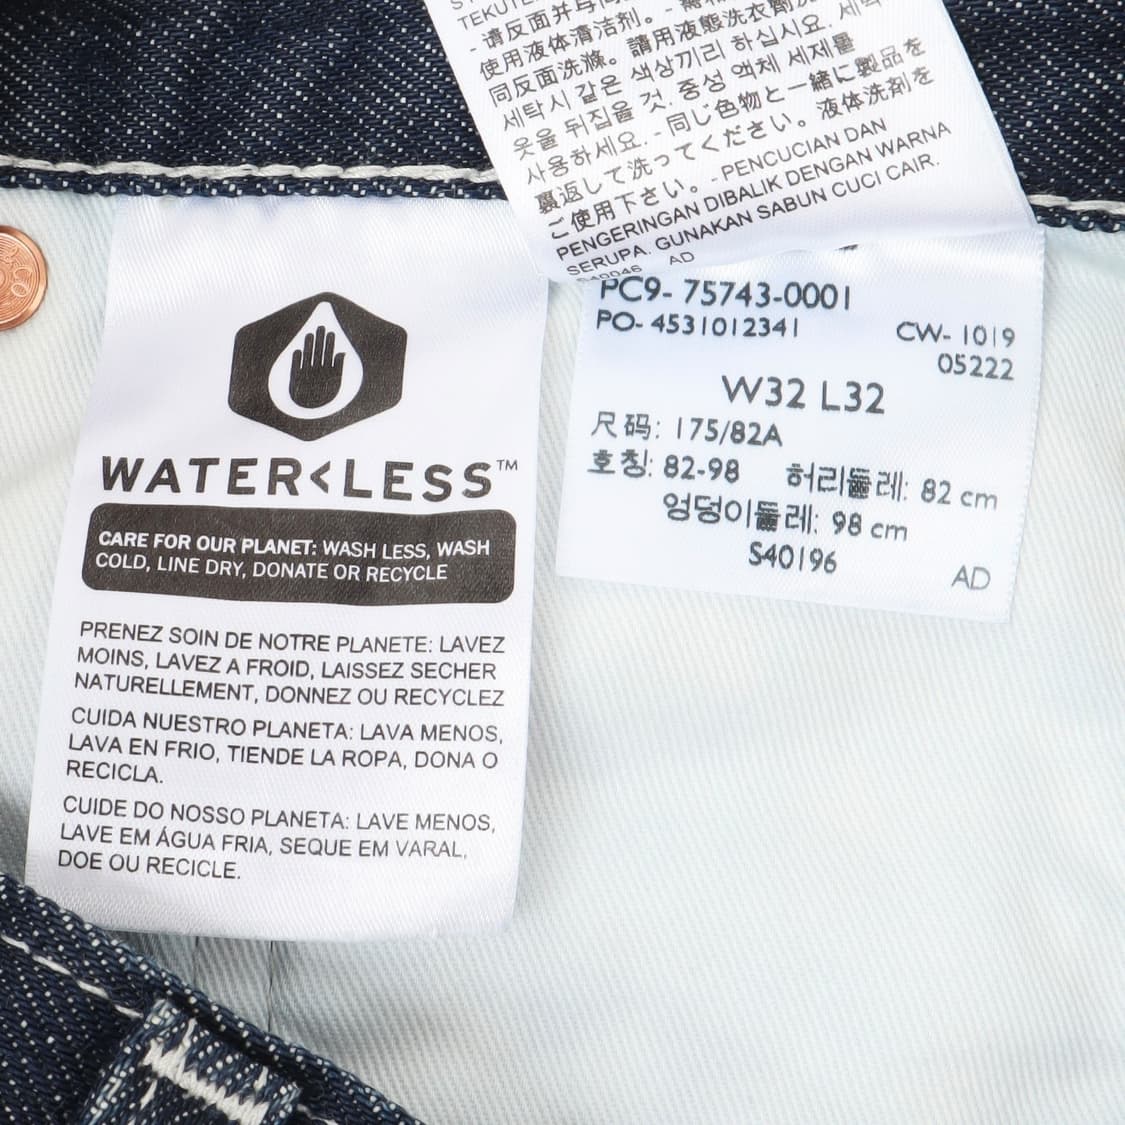 TEKUTÉ
- 请反面并与同
使用液体清洁剂。-
同反面洗滌。請用液態洗衣劑洗
세탁시 같은 색상끼리 하십시요. 세탁
옷을 뒤집을 것. 중성 액체 세제를
사용하세요. - 同じ色物と一緒に製品を
裏返して洗ってください。液体洗剤を
ご使用下さい。- PENCUCIAN DAN
PENGERINGAN DIBALIK DENGAN WARNA
SERUPA. GUNAKAN SABUN CUCI CAIR.
S40046 AD
WATER<LESS™
CARE FOR OUR PLANET: WASH LESS, WASH
COLD, LINE DRY, DONATE OR RECYCLE
PRENEZ SOIN DE NOTRE PLANETE: LAVEZ
MOINS, LAVEZ A FROID, LAISSEZ SECHER
NATURELLEMENT, DONNEZ OU RECYCLEZ
CUIDA NUESTRO PLANETA: LAVA MENOS,
LAVA EN FRIO, TIENDE LA ROPA, DONA O
RECICLA.
CUIDE DO NOSSO PLANETA: LAVE MENOS,
LAVE EM ÁGUA FRIA, SEQUE EM VARAL,
DOE OU RECICLE.
PC9- 75743-0001
PO- 4531012341 CW- 1019
05222
W32 L32
尺码: 175/82A
호칭: 82-98 허리둘레: 82 cm
엉덩이둘레: 98 cm
S40196 AD